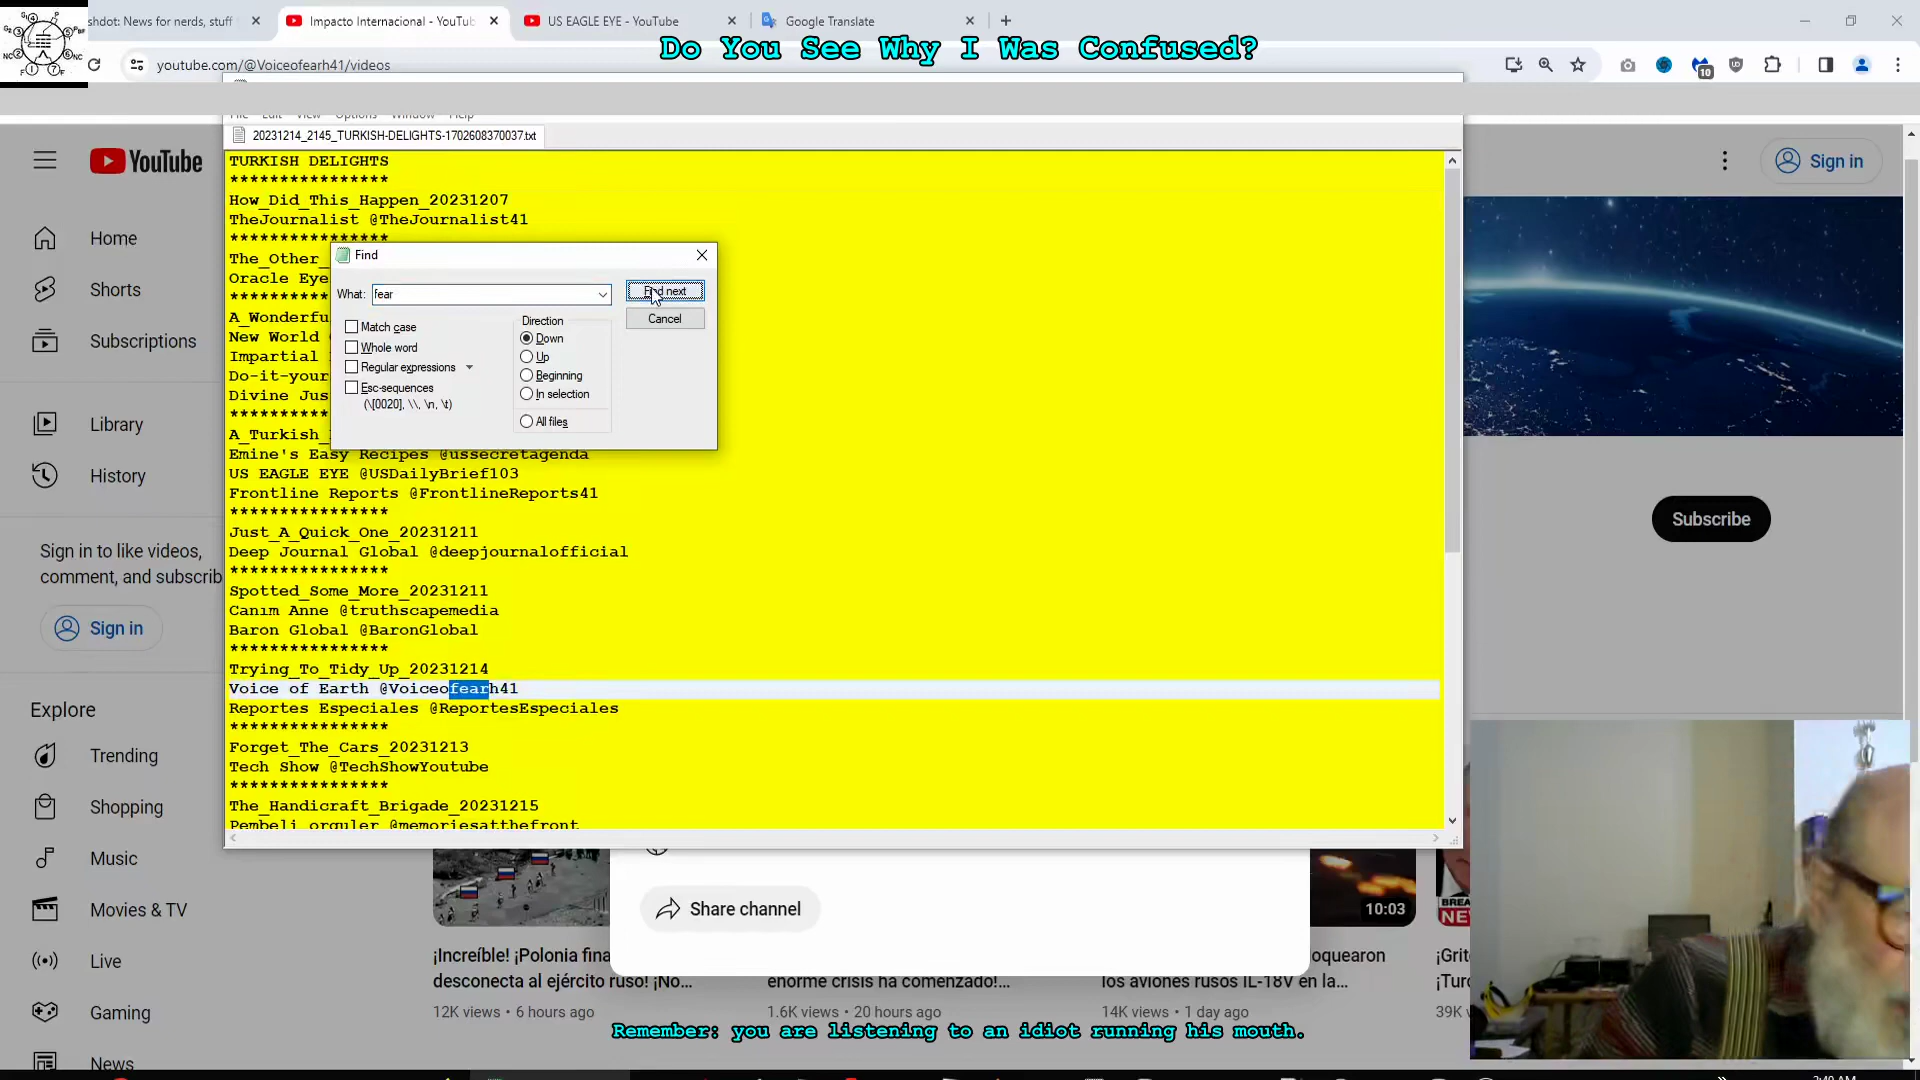 shdot: News for nerds, stuff
Impacto Internacional - YouTub
US EAGLE EYE - YouTube
Google Translate
Do You See Why I Was Confused?
youtube.com/@Voiceofearh41/videos
10
20231214_2145_TURKISH-DELIGHTS-1702608370037.txt
YouTube
Sign in
Home
Shorts
Subscriptions
Library
History
Sign in to like videos,
comment, and subscrib
Sign in
Explore
Trending
Shopping
Music
Movies & TV
Live
Gaming
News
TURKISH DELIGHTS
****************
How_Did_This_Happen_20231207
TheJournalist @TheJournalist41
****************
The_Other_
Oracle Eye
A_Wonderfu
New World
Impartial
Do-it-your
Divine Jus
A_Turkish_
Emine's Easy Recipes @ussecretagenda
US EAGLE EYE @USDailyBrief103
Frontline Reports @FrontlineReports41
****************
Just_A_Quick_One_20231211
Deep Journal Global @deepjournalofficial
****************
Spotted_Some_More_20231211
Canım Anne @truthscapemedia
Baron Global @BaronGlobal
****************
Trying_To_Tidy_Up_20231214
Voice of Earth @Voiceofearh41
Reportes Especiales @ReportesEspeciales
****************
Forget_The_Cars_20231213
Tech Show @TechShowYoutube
****************
The_Handicraft_Brigade_20231215
Pembeli orguler @memoriesatthefront
Find
What: fear
Find next
Cancel
Match case
Whole word
Regular expressions
Esc-sequences
(\[0020], \\, \n, \t)
Direction
Down
Up
Beginning
In selection
All files
Subscribe
Share channel
10:03
¡Increíble! ¡Polonia fina
desconecta al ejército ruso! ¡No...
12K views • 6 hours ago
enorme crisis ha comenzado!...
1.6K views • 20 hours ago
oquearon
los aviones rusos IL-18V en la...
14K views • 1 day ago
¡Grit
¡Turc
39K v
Remember: you are listening to an idiot running his mouth.